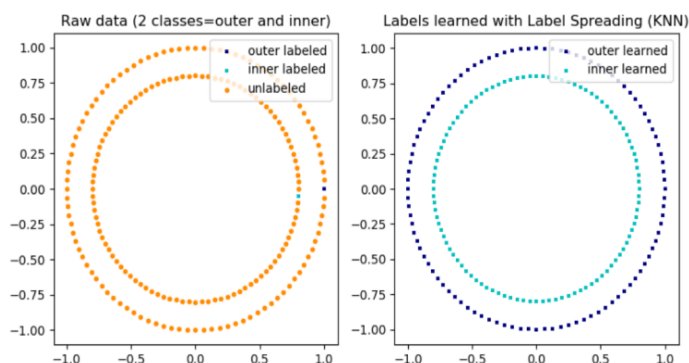 Raw data (2 classes=outer and inner)
outer labeled
inner labeled
unlabeled
1.00
0.75
0.50
0.25
0.00
−0.25
−0.50
−0.75
−1.00
−1.0 −0.5 0.0 0.5 1.0
Labels learned with Label Spreading (KNN)
outer learned
inner learned
1.00
0.75
0.50
0.25
0.00
−0.25
−0.50
−0.75
−1.00
−1.0 −0.5 0.0 0.5 1.0